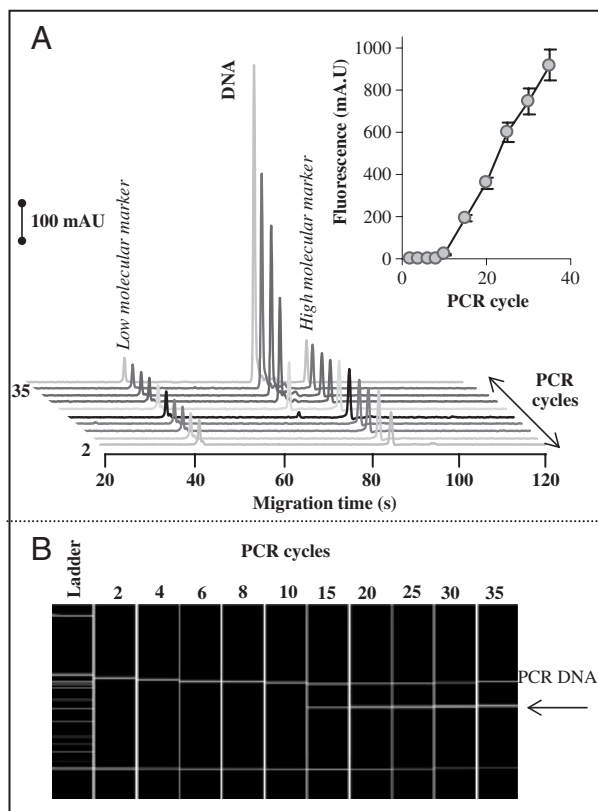 A
DNA
Low molecular marker
High molecular marker
100 mAU
35
2
PCR
cycles
20 40 60 80 100 120
Migration time (s)
Fluorescence (mA.U)
1000
800
600
400
200
0
0 20 40
PCR cycle
B
PCR cycles
Ladder 2 4 6 8 10 15 20 25 30 35
PCR DNA